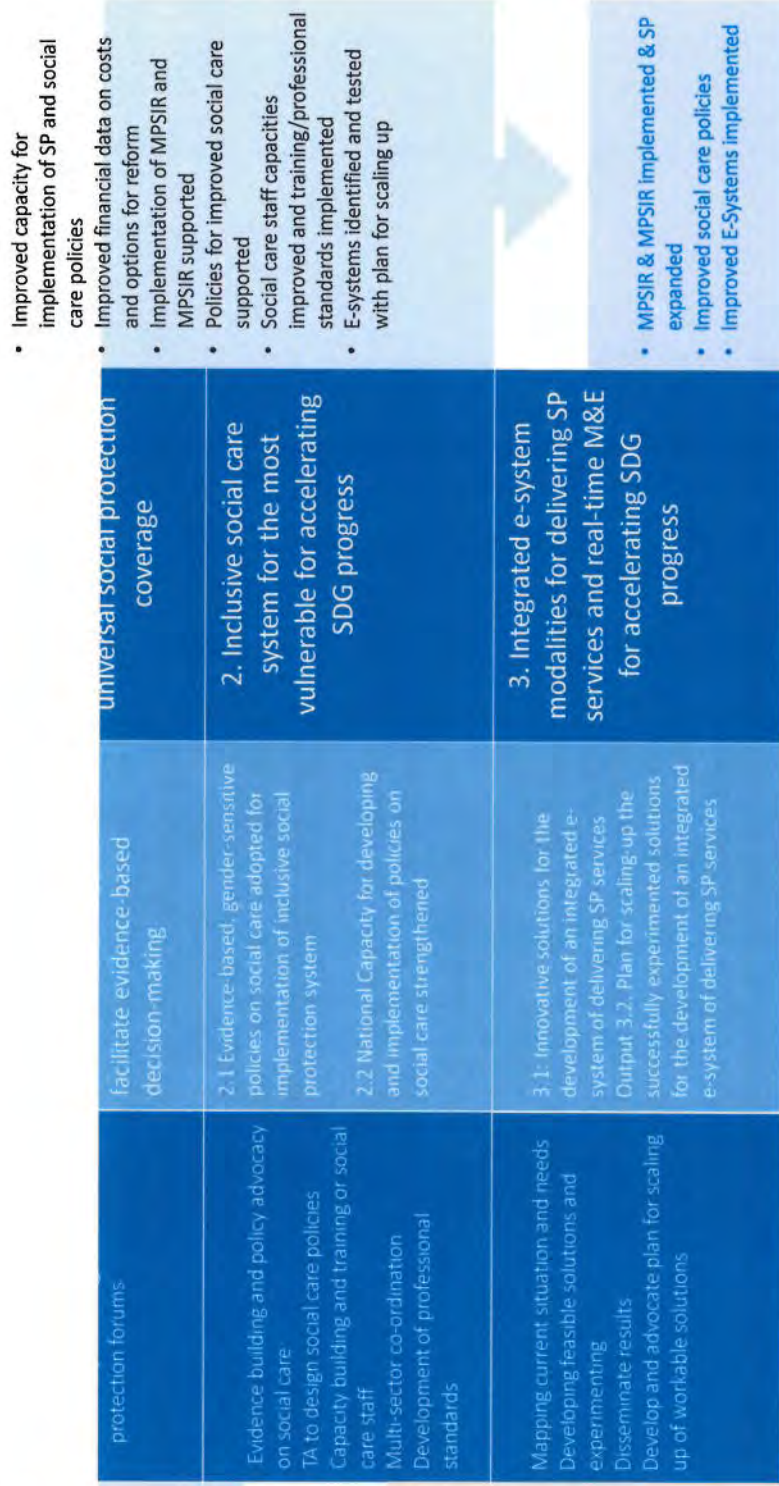 protection forums
facilitate evidence-based
decision-making
universal social protection
coverage
Evidence building and policy advocacy
on social care
TA to design social care policies
Capacity building and training or social
care staff
Multi-sector co-ordination
Development of professional
standards
2.1 Evidence-based, gender-sensitive
policies on social care adopted for
implementation of inclusive social
protection system
2.2 National Capacity for developing
and implementation of policies on
social care strengthened
2. Inclusive social care
system for the most
vulnerable for accelerating
SDG progress
Mapping current situation and needs
Developing feasible solutions and
experimenting
Disseminate results
Develop and advocate plan for scaling
up of workable solutions
3.1: Innovative solutions for the
development of an integrated e-
system of delivering SP services
Output 3.2. Plan for scaling up the
successfully experimented solutions
for the development of an integrated
e-system of delivering SP services
3. Integrated e-system
modalities for delivering SP
services and real-time M&E
for accelerating SDG
progress
• Improved capacity for
implementation of SP and social
care policies
• Improved financial data on costs
and options for reform
• Implementation of MPSIR and
MPSIR supported
• Policies for improved social care
supported
• Social care staff capacities
improved and training/professional
standards implemented
• E-systems identified and tested
with plan for scaling up
• MPSIR & MPSIR implemented & SP
expanded
• Improved social care policies
• Improved E-Systems implemented